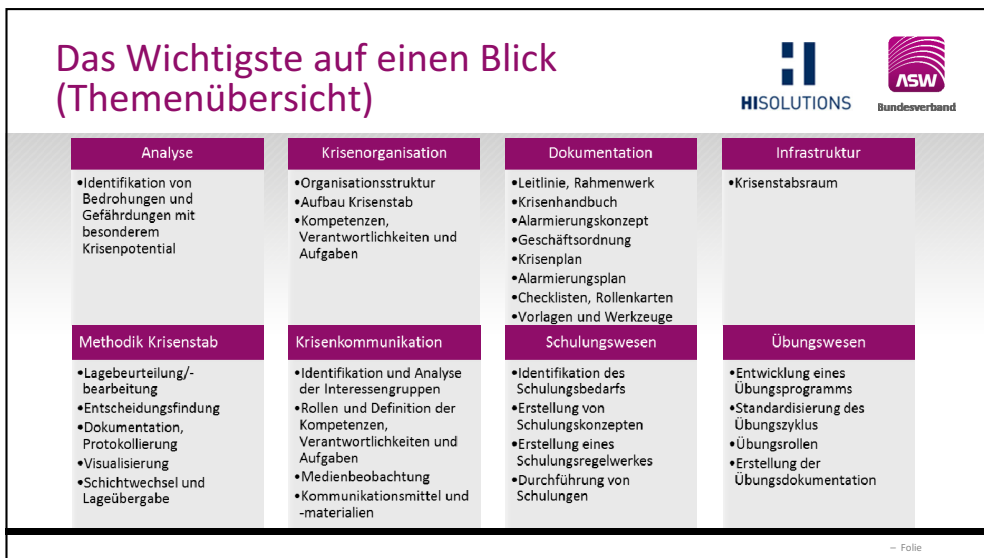 Das Wichtigste auf einen Blick
(Themenübersicht)
HISOLUTIONS
ASW
Bundesverband
Analyse
•Identifikation von
Bedrohungen und
Gefährdungen mit
besonderem
Krisenpotential
Krisenorganisation
•Organisationsstruktur
•Aufbau Krisenstab
•Kompetenzen,
Verantwortlichkeiten und
Aufgaben
Dokumentation
•Leitlinie, Rahmenwerk
•Krisenhandbuch
•Alarmierungskonzept
•Geschäftsordnung
•Krisenplan
•Alarmierungsplan
•Checklisten, Rollenkarten
•Vorlagen und Werkzeuge
Infrastruktur
•Krisenstabsraum
Methodik Krisenstab
•Lagebeurteilung/-
bearbeitung
•Entscheidungsfindung
•Dokumentation,
Protokollierung
•Visualisierung
•Schichtwechsel und
Lageübergabe
Krisenkommunikation
•Identifikation und Analyse
der Interessengruppen
•Rollen und Definition der
Kompetenzen,
Verantwortlichkeiten und
Aufgaben
•Medienbeobachtung
•Kommunikationsmittel und
-materialien
Schulungswesen
•Identifikation des
Schulungsbedarfs
•Erstellung von
Schulungskonzepten
•Erstellung eines
Schulungsregelwerkes
•Durchführung von
Schulungen
Übungswesen
•Entwicklung eines
Übungsprogramms
•Standardisierung des
Übungszyklus
•Übungsrollen
•Erstellung der
Übungsdokumentation
– Folie